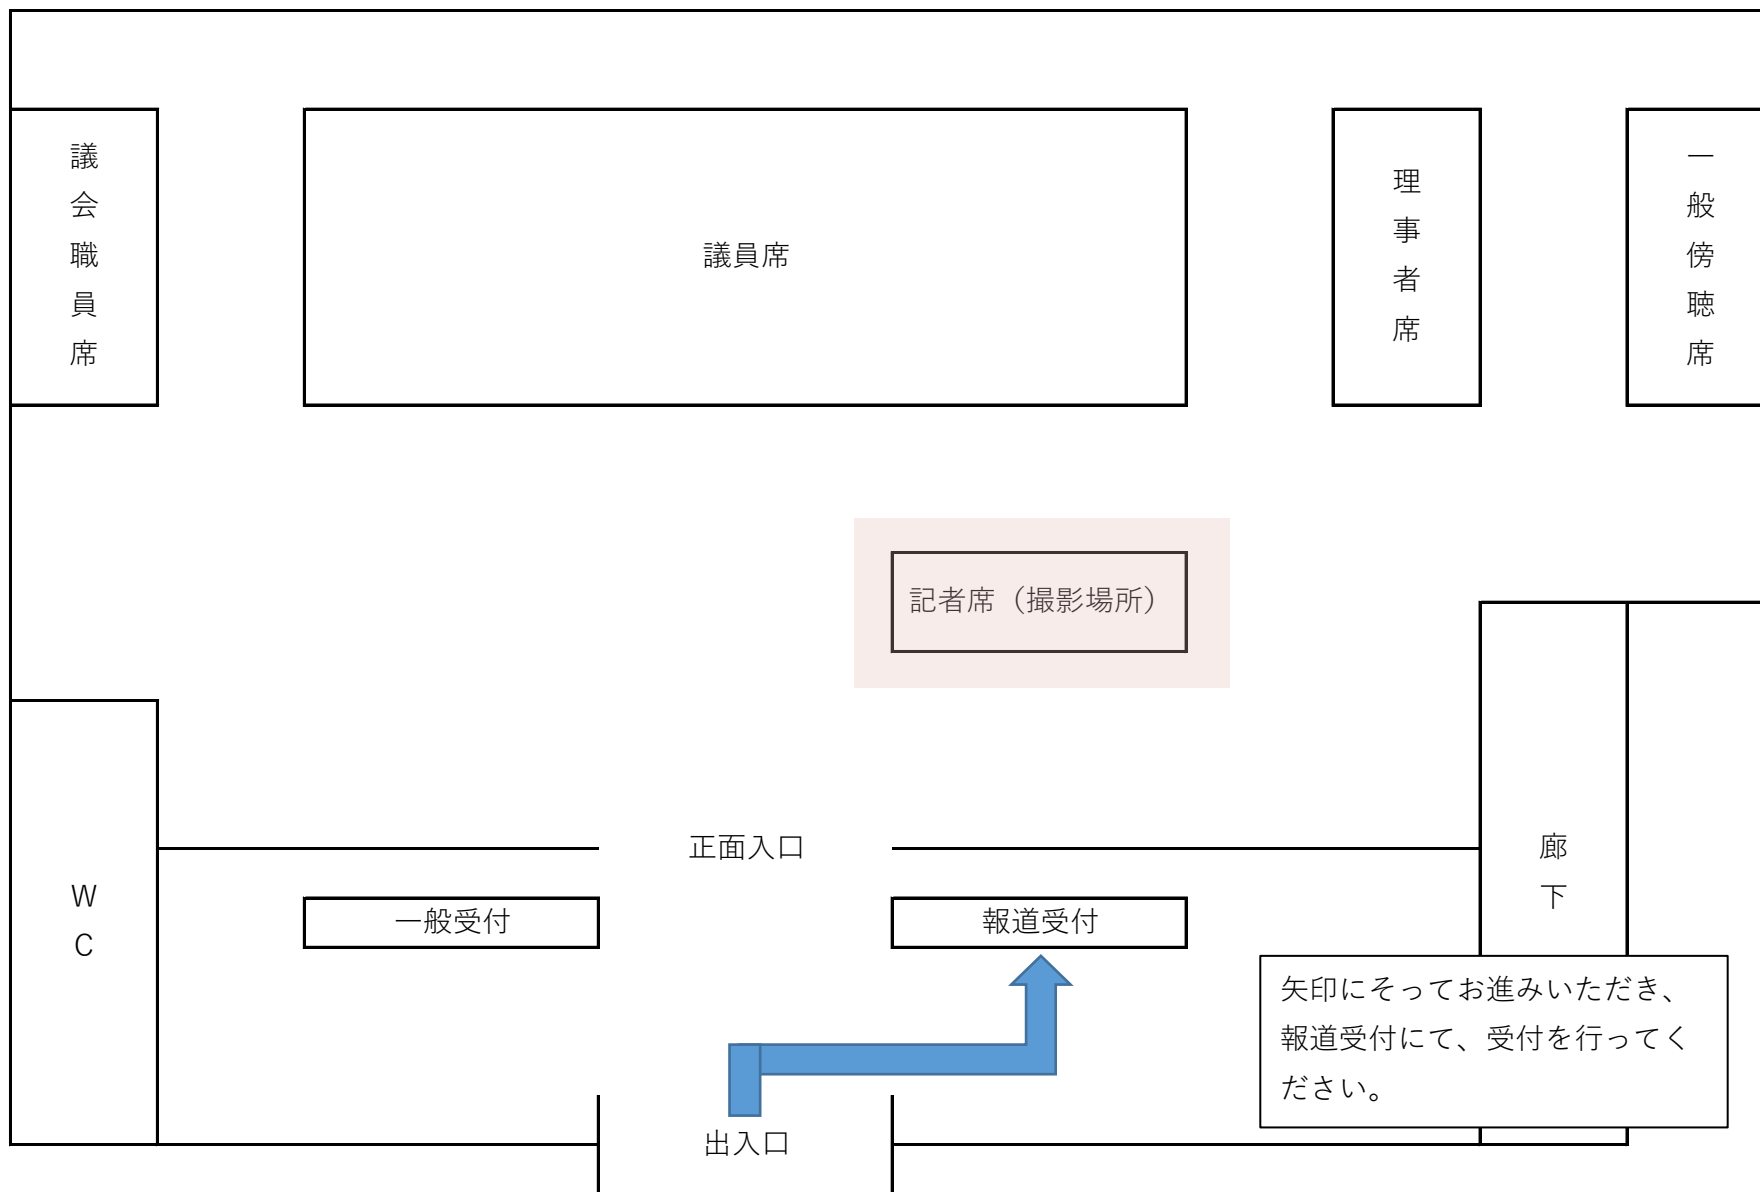 議会職員席
議員席
理事者席
一般傍聴席
記者席（撮影場所）
正面入口
廊下
WC
一般受付
報道受付
矢印にそってお進みいただき、
報道受付にて、受付を行ってく
ださい。
出入口